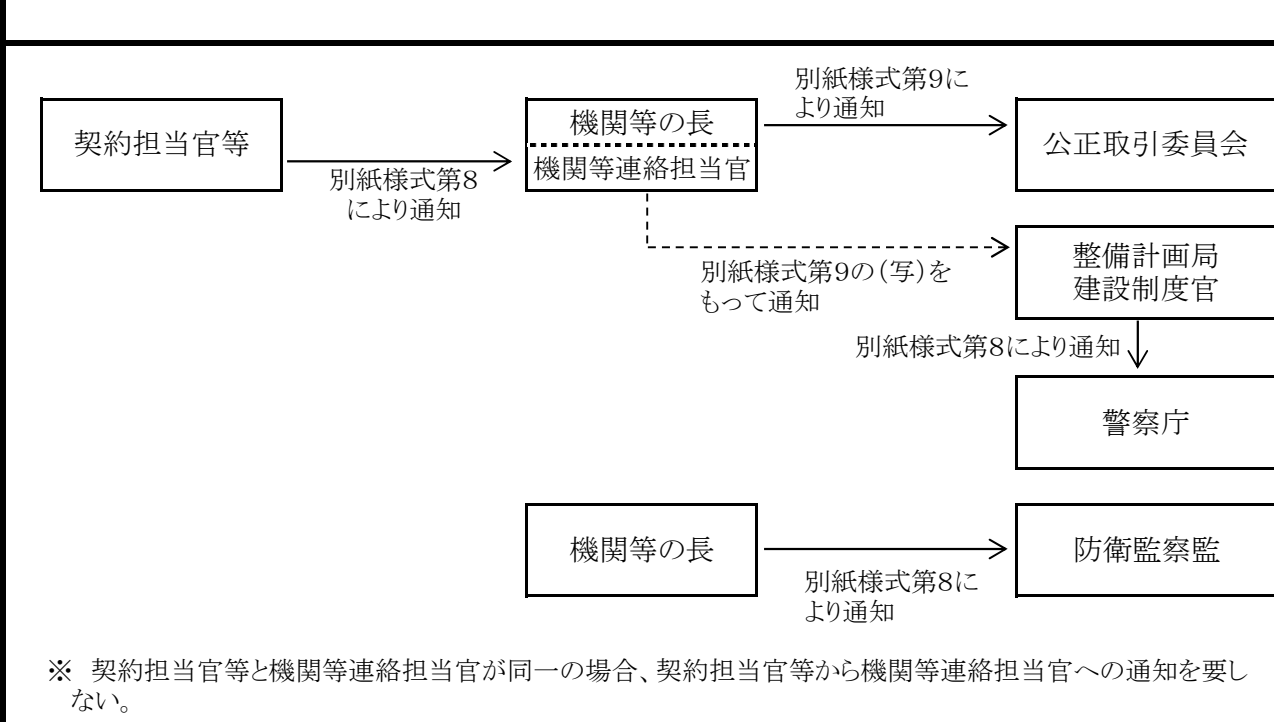 別紙様式第9に
より通知
契約担当官等
機関等の長
機関等連絡担当官
公正取引委員会
別紙様式第8
により通知
整備計画局
建設制度官
別紙様式第9の(写)を
もって通知
別紙様式第8により通知
警察庁
機関等の長
防衛監察監
別紙様式第8に
より通知
※ 契約担当官等と機関等連絡担当官が同一の場合、契約担当官等から機関等連絡担当官への通知を要し
ない。